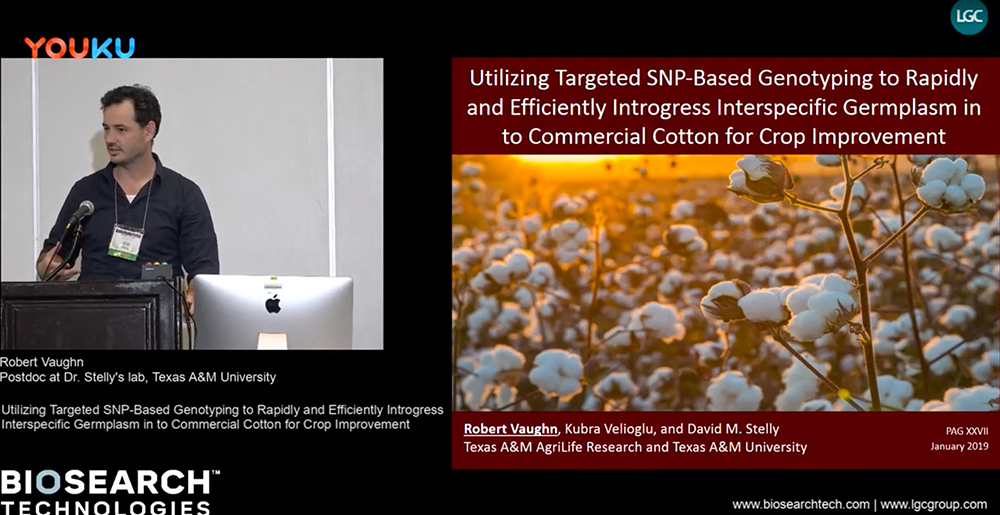 YOUKU
LGC
Utilizing Targeted SNP-Based Genotyping to Rapidly
and Efficiently Introgress Interspecific Germplasm in
to Commercial Cotton for Crop Improvement
Robert Vaughn
Postdoc at Dr. Stelly's lab, Texas A&M University
Utilizing Targeted SNP-Based Genotyping to Rapidly and Efficiently Introgress
Interspecific Germplasm in to Commercial Cotton for Crop Improvement
Robert Vaughn, Kubra Velioglu, and David M. Stelly
Texas A&M AgriLife Research and Texas A&M University
PAG XXVII
January 2019
BIOSEARCH™
TECHNOLOGIES
www.biosearchtech.com | www.lgcgroup.com